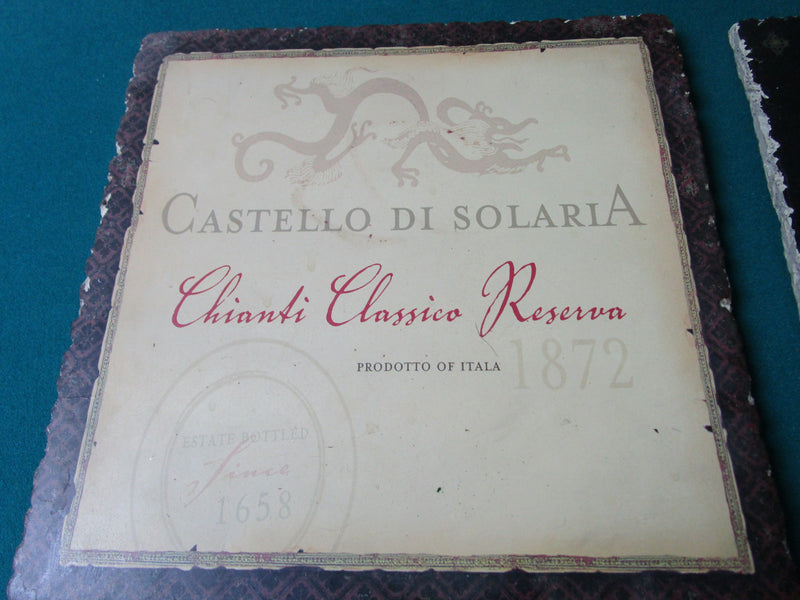 CASTELLO DI SOLARIA
Chianti Classico Reserva
PRODOTTO OF ITALA
1872
ESTATE BOTTLED
Since
1658